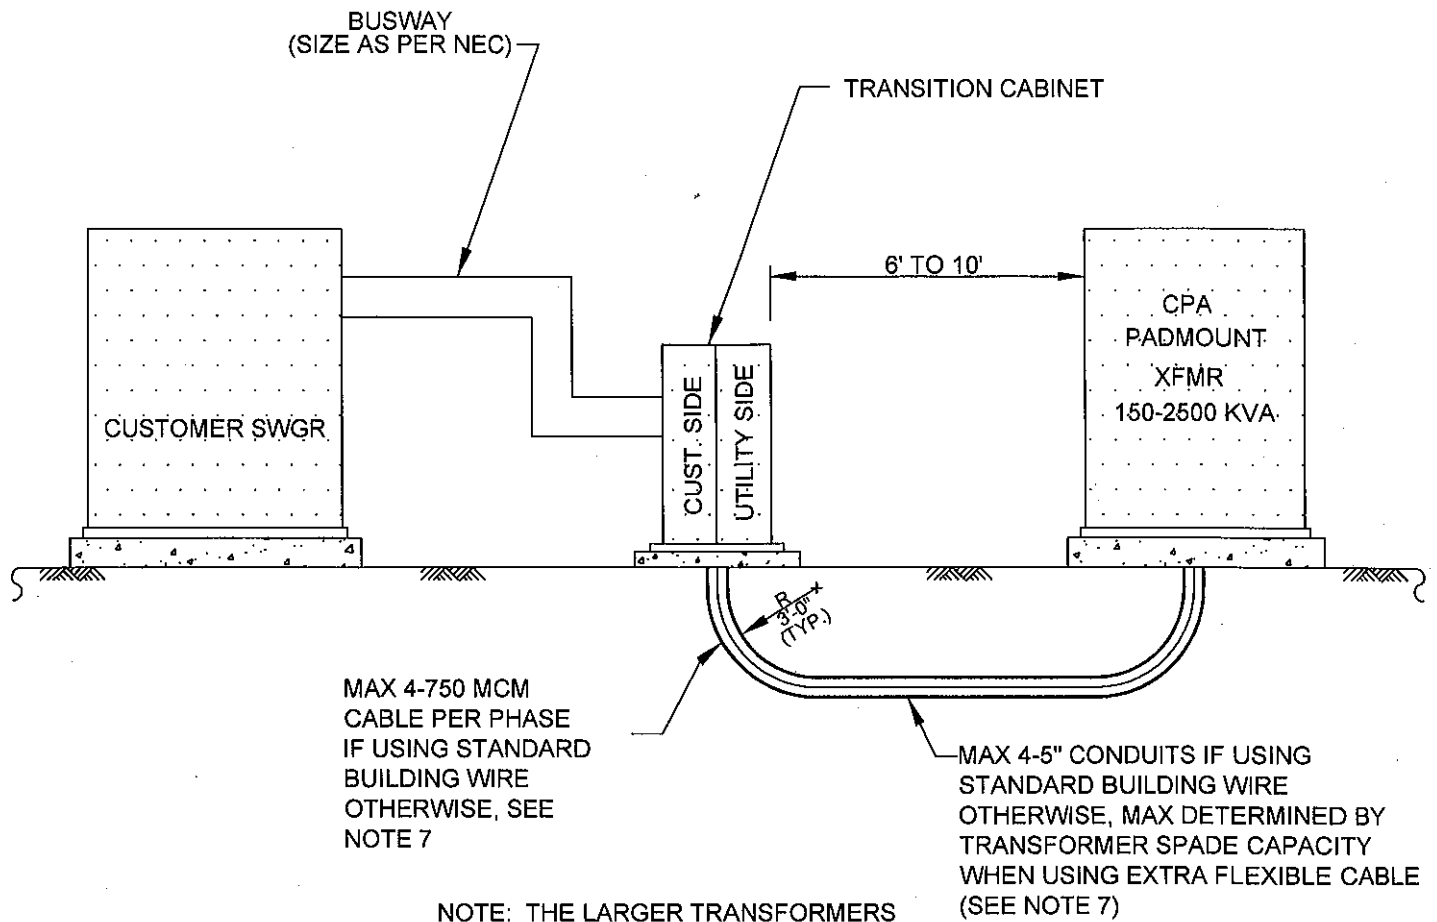 BUSWAY
(SIZE AS PER NEC)
TRANSITION CABINET
6' TO 10'
CPA
PADMOUNT
XFMR
150-2500 KVA
CUSTOMER SWGR
CUST. SIDE
UTILITY SIDE
R
3'-0"
(TYP.)
MAX 4-750 MCM
CABLE PER PHASE
IF USING STANDARD
BUILDING WIRE
OTHERWISE, SEE
NOTE 7
MAX 4-5" CONDUITS IF USING
STANDARD BUILDING WIRE
OTHERWISE, MAX DETERMINED BY
TRANSFORMER SPADE CAPACITY
WHEN USING EXTRA FLEXIBLE CABLE
(SEE NOTE 7)
NOTE: THE LARGER TRANSFORMERS